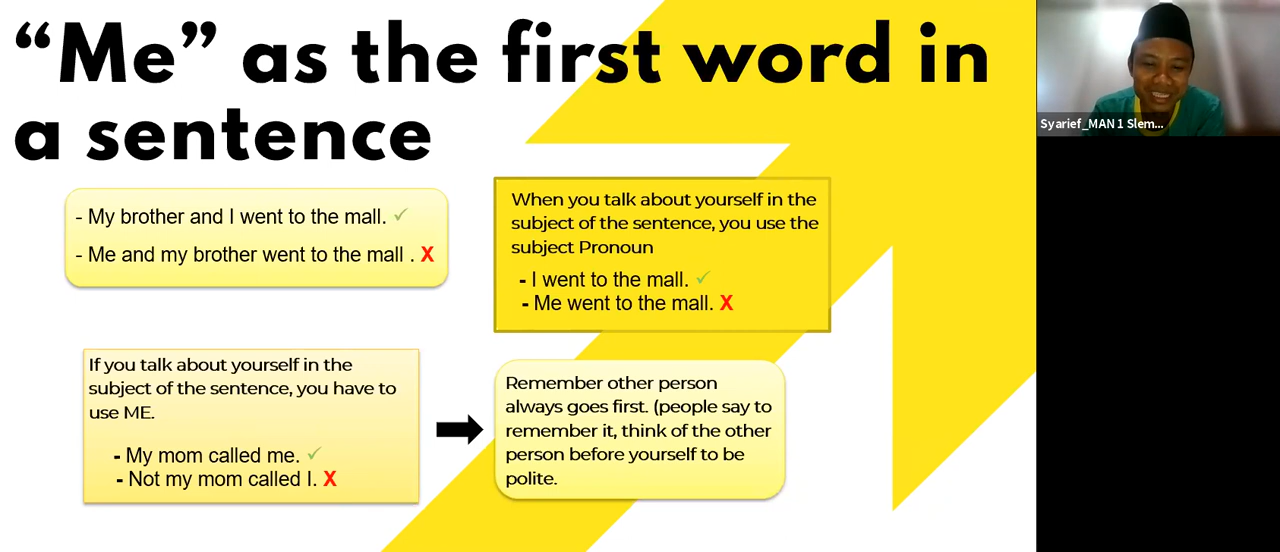 “Me” as the first word in
a sentence
- My brother and I went to the mall. ✓
- Me and my brother went to the mall . X
When you talk about yourself in the
subject of the sentence, you use the
subject Pronoun
- I went to the mall. ✓
- Me went to the mall. X
If you talk about yourself in the
subject of the sentence, you have to
use ME.
- My mom called me. ✓
- Not my mom called I. X
Remember other person
always goes first. (people say to
remember it, think of the other
person before yourself to be
polite.
Syarief_MAN 1 Slem...